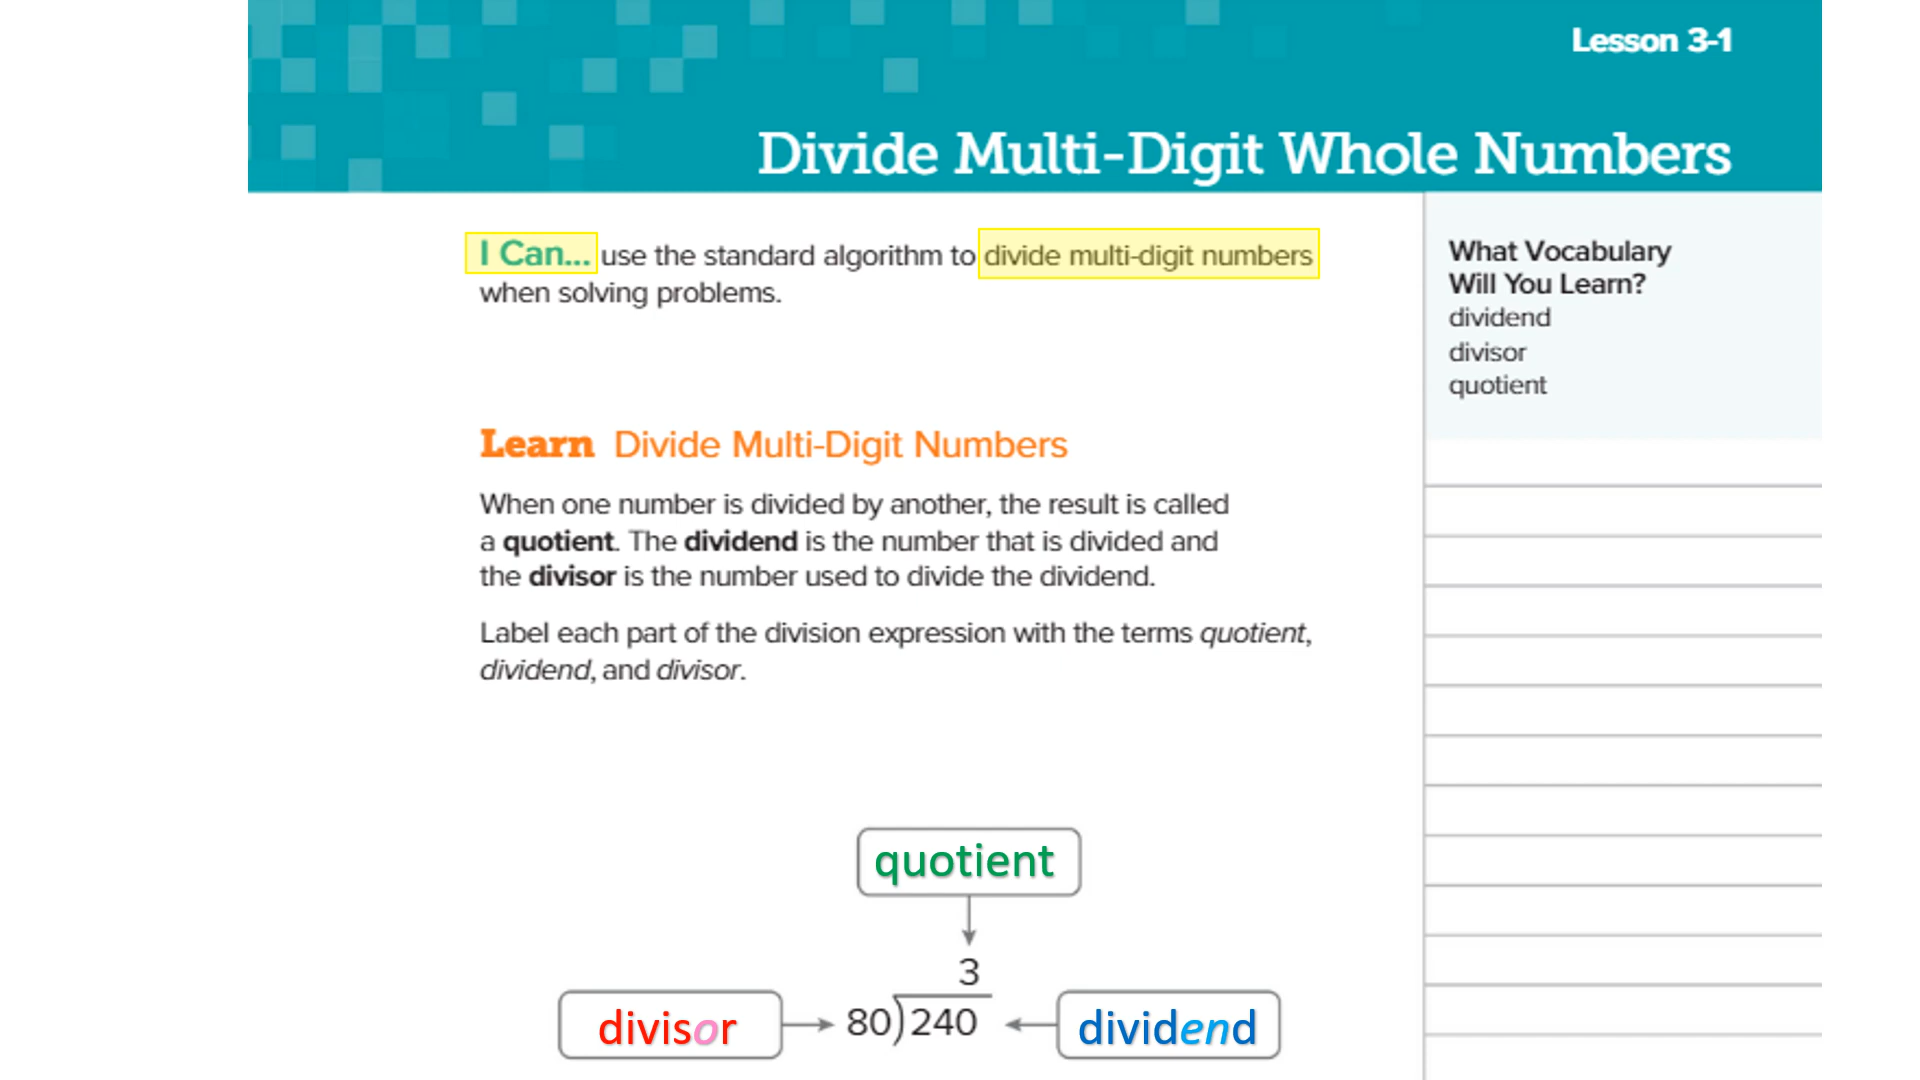 Lesson 3-1
Divide Multi-Digit Whole Numbers
I Can... use the standard algorithm to divide multi-digit numbers
when solving problems.
What Vocabulary
Will You Learn?
dividend
divisor
quotient
Learn Divide Multi-Digit Numbers
When one number is divided by another, the result is called
a quotient. The dividend is the number that is divided and
the divisor is the number used to divide the dividend.
Label each part of the division expression with the terms quotient,
dividend, and divisor.
quotient
3
divisor 80)240 dividend